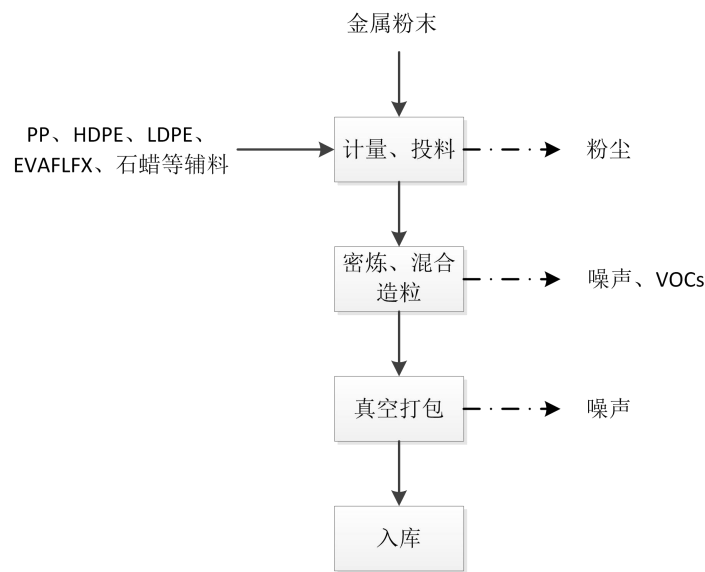 金属粉末
PP、HDPE、LDPE、
EVAFLFX、石蜡等辅料
计量、投料
粉尘
密炼、混合
造粒
噪声、VOCs
真空打包
噪声
入库